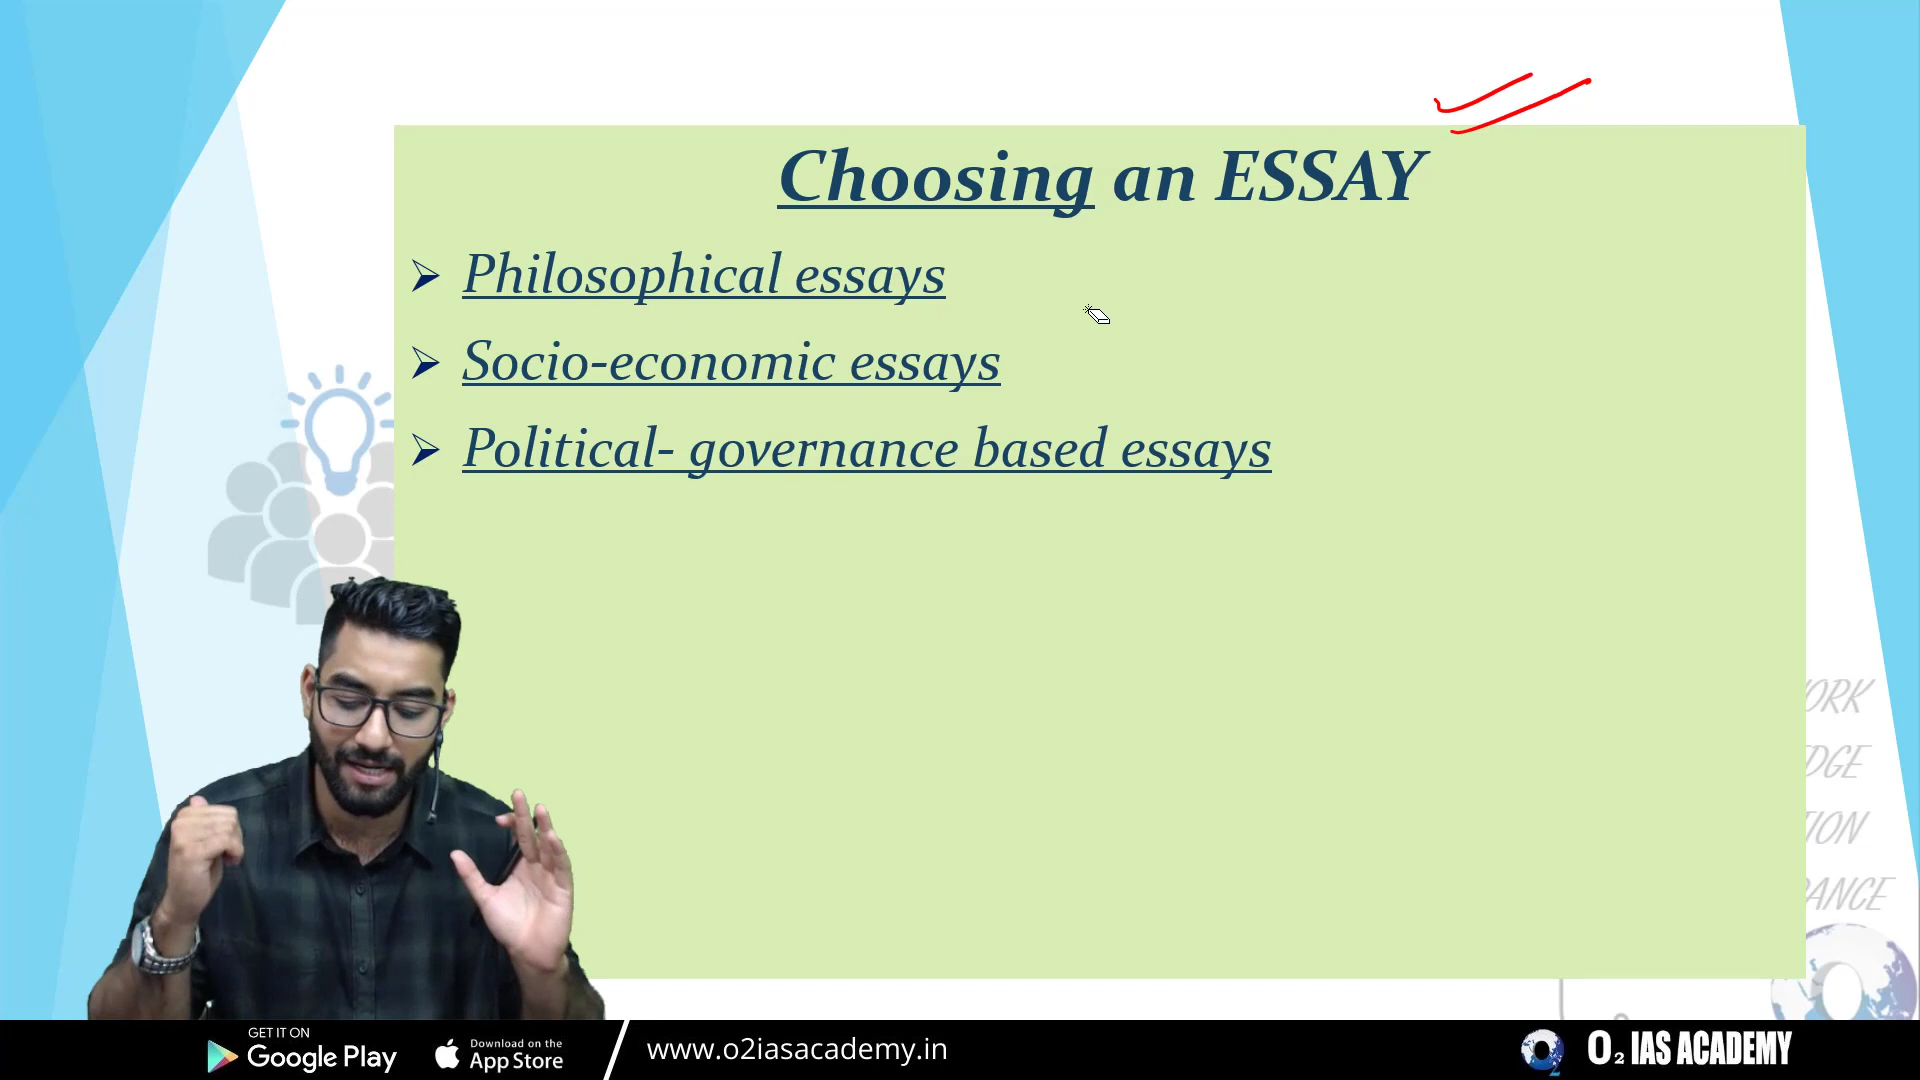 Choosing an ESSAY
Philosophical essays
Socio-economic essays
Political- governance based essays
ORK
DGE
ION
ANCE
GET IT ON
Google Play
Download on the
App Store
www.o2iasacademy.in
O₂ IAS ACADEMY